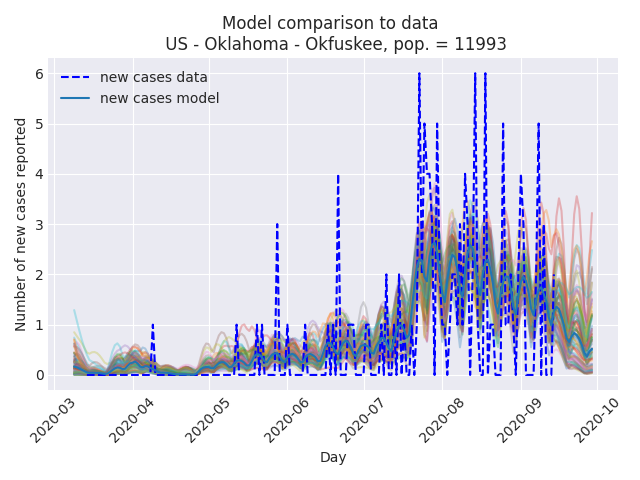 Model comparison to data
US - Oklahoma - Okfuskee, pop. = 11993
new cases data
new cases model
Number of new cases reported
6
5
4
3
2
1
0
2020-03
2020-04
2020-05
2020-06
2020-07
2020-08
2020-09
2020-10
Day